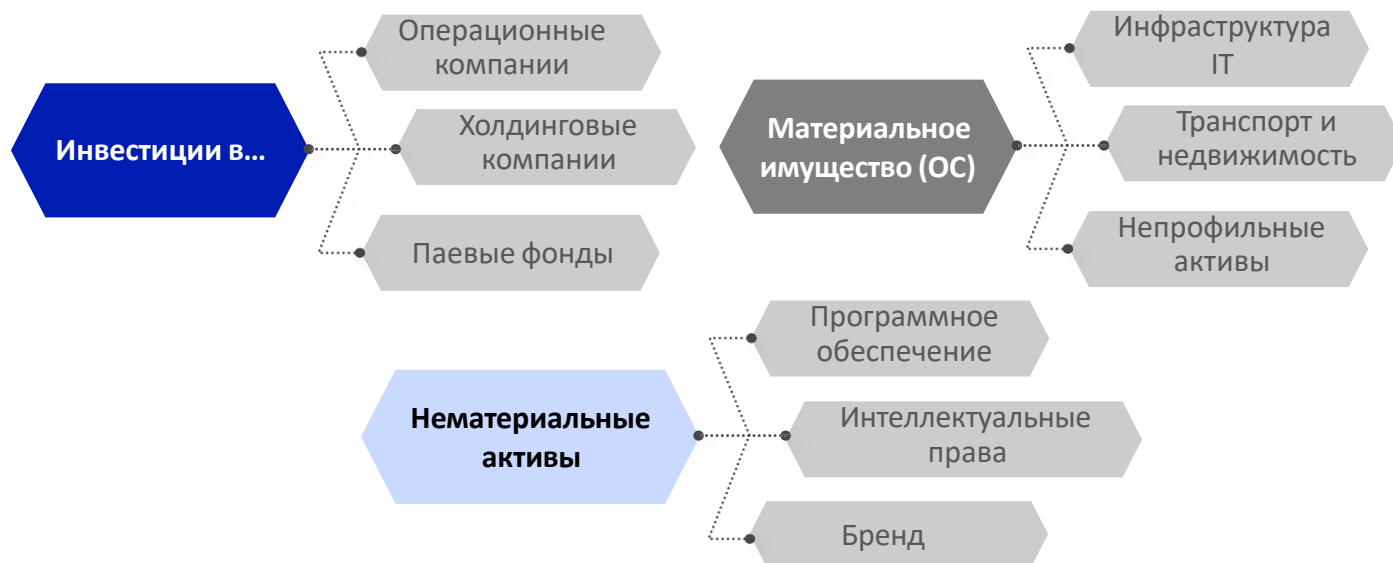 Инвестиции в...
Операционные
компании
Холдинговые
компании
Паевые фонды
Материальное
имущество (ОС)
Инфраструктура
IT
Транспорт и
недвижимость
Непрофильные
активы
Нематериальные
активы
Программное
обеспечение
Интеллектуальные
права
Бренд